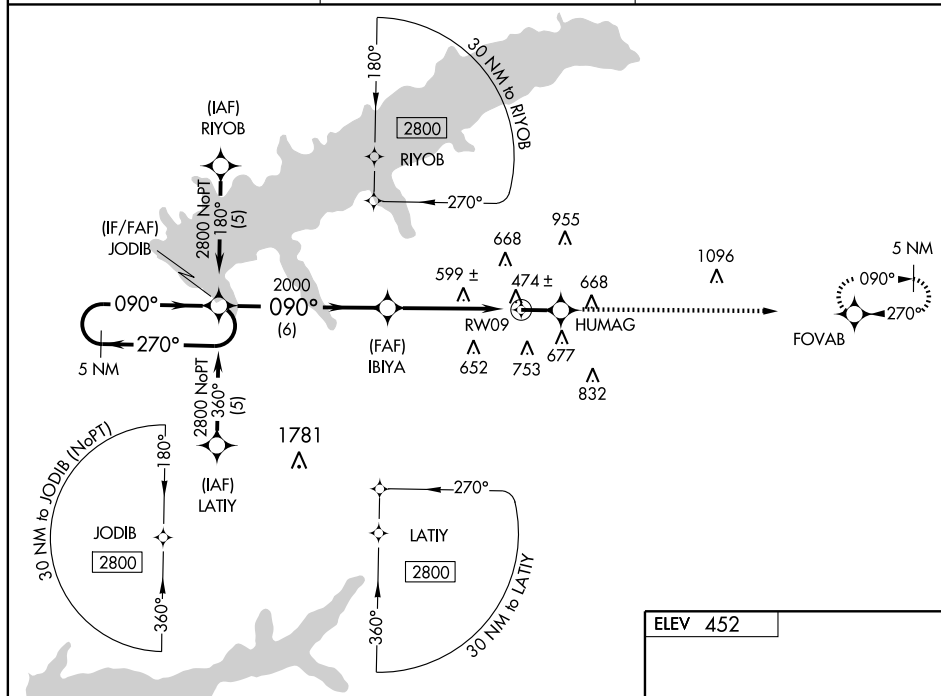 30 NM to RIYOB
180°
2800
RIYOB
270°
(IAF)
RIYOB
2800 NoPT
180°
(5)
(IF/FAF)
JODIB
090°
270°
5 NM
2000
090°
(6)
(FAF)
IBIYA
599 ±
668
955
474 ±
668
1096
RW09
HUMAG
652
753
677
832
5 NM
090°
270°
FOVAB
2800 NoPT
360°
(5)
(IAF)
LATIY
1781
30 NM to JODIB (NoPT)
180°
JODIB
2800
360°
270°
LATIY
2800
360°
30 NM to LATIY
ELEV 452